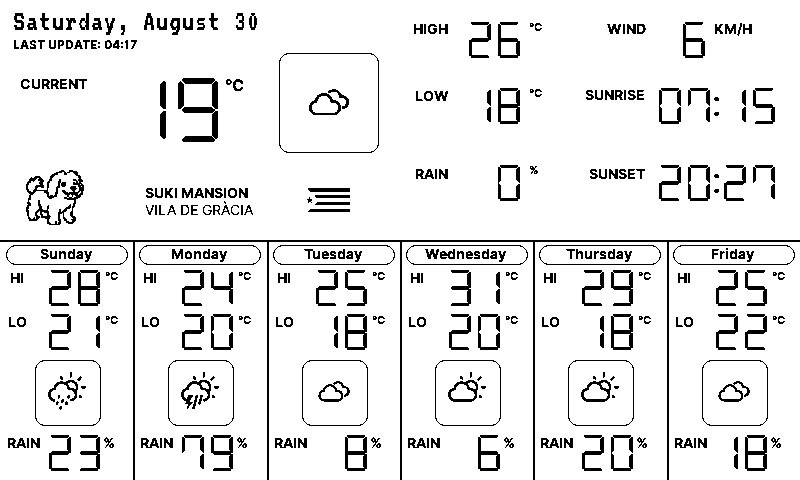 Saturday, August 30
LAST UPDATE: 04:17
CURRENT 19 °C
SUKI MANSION
VILA DE GRÀCIA
HIGH 26 °C
LOW 18 °C
RAIN 0 %
WIND 6 KM/H
SUNRISE 07:15
SUNSET 20:27
Sunday
HI 28 °C
LO 21 °C
RAIN 23 %
Monday
HI 24 °C
LO 20 °C
RAIN 79 %
Tuesday
HI 25 °C
LO 18 °C
RAIN 8 %
Wednesday
HI 31 °C
LO 20 °C
RAIN 6 %
Thursday
HI 29 °C
LO 18 °C
RAIN 20 %
Friday
HI 25 °C
LO 22 °C
RAIN 18 %